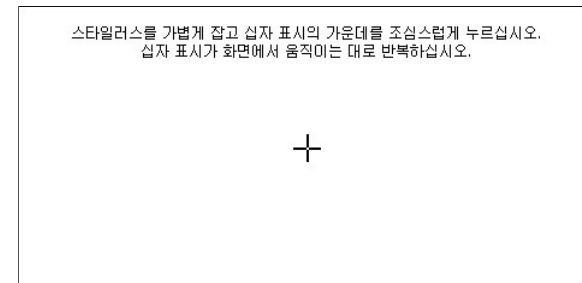 스타일러스를 가볍게 잡고 십자 표시의 가운데를 조심스럽게 누르십시오.
십자 표시가 화면에서 움직이는 대로 반복하십시오.